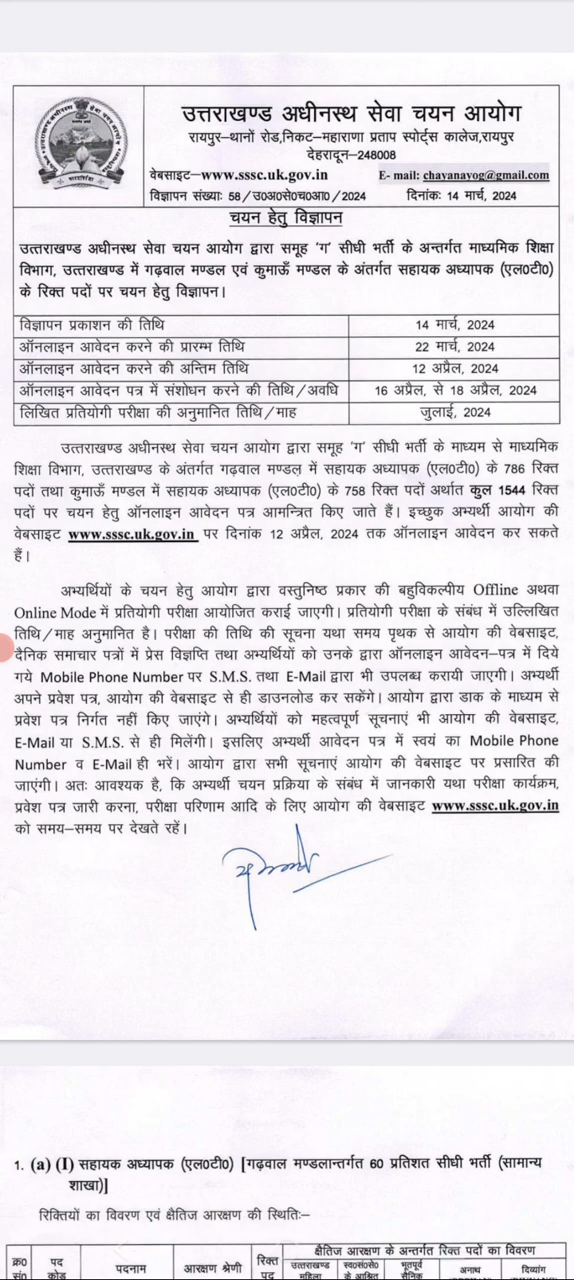 उत्तराखण्ड अधीनस्थ सेवा चयन आयोग
रायपुर–थानों रोड,निकट–महाराणा प्रताप स्पोर्ट्स कालेज,रायपुर
देहरादून–248008
वेबसाइट–www.sssc.uk.gov.in E- mail: chayanavog@gmail.com
विज्ञापन संख्याः 58/उ0अ0से0च0आ0/2024 दिनांकः 14 मार्च, 2024
चयन हेतु विज्ञापन
उत्तराखण्ड अधीनस्थ सेवा चयन आयोग द्वारा समूह 'ग' सीधी भर्ती के अन्तर्गत माध्यमिक शिक्षा
विभाग, उत्तराखण्ड में गढ़वाल मण्डल एवं कुमाऊँ मण्डल के अंतर्गत सहायक अध्यापक (एल0टी0)
के रिक्त पदों पर चयन हेतु विज्ञापन।
विज्ञापन प्रकाशन की तिथि 14 मार्च, 2024
ऑनलाइन आवेदन करने की प्रारम्भ तिथि 22 मार्च, 2024
ऑनलाइन आवेदन करने की अन्तिम तिथि 12 अप्रैल, 2024
ऑनलाइन आवेदन पत्र में संशोधन करने की तिथि/अवधि 16 अप्रैल, से 18 अप्रैल, 2024
लिखित प्रतियोगी परीक्षा की अनुमानित तिथि/माह जुलाई, 2024
उत्तराखण्ड अधीनस्थ सेवा चयन आयोग द्वारा समूह 'ग' सीधी भर्ती के माध्यम से माध्यमिक
शिक्षा विभाग, उत्तराखण्ड के अंतर्गत गढ़वाल मण्डल में सहायक अध्यापक (एल0टी0) के 786 रिक्त
पदों तथा कुमाऊँ मण्डल में सहायक अध्यापक (एल0टी0) के 758 रिक्त पदों अर्थात कुल 1544 रिक्त
पदों पर चयन हेतु ऑनलाइन आवेदन पत्र आमन्त्रित किए जाते हैं। इच्छुक अभ्यर्थी आयोग की
वेबसाइट www.sssc.uk.gov.in पर दिनांक 12 अप्रैल, 2024 तक ऑनलाइन आवेदन कर सकते
हैं।
अभ्यर्थियों के चयन हेतु आयोग द्वारा वस्तुनिष्ठ प्रकार की बहुविकल्पीय Offline अथवा
Online Mode में प्रतियोगी परीक्षा आयोजित कराई जाएगी। प्रतियोगी परीक्षा के संबंध में उल्लिखित
तिथि/माह अनुमानित है। परीक्षा की तिथि की सूचना यथा समय पृथक से आयोग की वेबसाइट,
दैनिक समाचार पत्रों में प्रेस विज्ञप्ति तथा अभ्यर्थियों को उनके द्वारा ऑनलाइन आवेदन–पत्र में दिये
गये Mobile Phone Number पर S.M.S. तथा E-Mail द्वारा भी उपलब्ध करायी जाएगी। अभ्यर्थी
अपने प्रवेश पत्र, आयोग की वेबसाइट से ही डाउनलोड कर सकेंगे। आयोग द्वारा डाक के माध्यम से
प्रवेश पत्र निर्गत नहीं किए जाएंगे। अभ्यर्थियों को महत्वपूर्ण सूचनाएं भी आयोग की वेबसाइट,
E-Mail या S.M.S. से ही मिलेंगी। इसलिए अभ्यर्थी आवेदन पत्र में स्वयं का Mobile Phone
Number व E-Mail ही भरें। आयोग द्वारा सभी सूचनाएं आयोग की वेबसाइट पर प्रसारित की
जाएंगी। अतः आवश्यक है, कि अभ्यर्थी चयन प्रक्रिया के संबंध में जानकारी यथा परीक्षा कार्यक्रम,
प्रवेश पत्र जारी करना, परीक्षा परिणाम आदि के लिए आयोग की वेबसाइट www.sssc.uk.gov.in
को समय–समय पर देखते रहें।
1. (a) (I) सहायक अध्यापक (एल0टी0) [गढ़वाल मण्डलान्तर्गत 60 प्रतिशत सीधी भर्ती (सामान्य
शाखा)]
रिक्तियों का विवरण एवं क्षैतिज आरक्षण की स्थितिः–
क्षैतिज आरक्षण के अन्तर्गत रिक्त पदों का विवरण
क्र0 पद पदनाम आरक्षण श्रेणी रिक्त उत्तराखण्ड स्व0सं0से0 भूतपूर्व अनाथ दिव्यांग
सं0 कोड पद महिला के आश्रित सैनिक